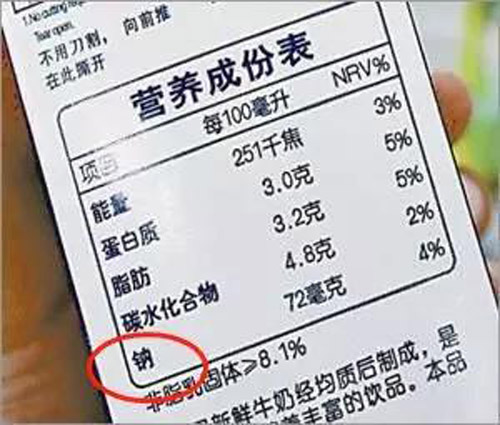 1.No cutting
Tear open.
不用刀割，
在此撕开
向前推
营养成份表
项目 每100毫升 NRV%
能量 251千焦 3%
蛋白质 3.0克 5%
脂肪 3.2克 5%
碳水化合物 4.8克 2%
钠 72毫克 4%
非脂乳固体≥8.1%
新鲜牛奶经均质后制成，是
丰富的饮品。本品